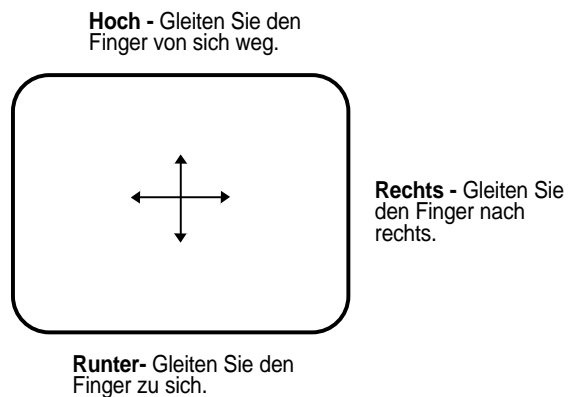 Hoch - Gleiten Sie den
Finger von sich weg.
Rechts - Gleiten Sie
den Finger nach
rechts.
Runter- Gleiten Sie den
Finger zu sich.